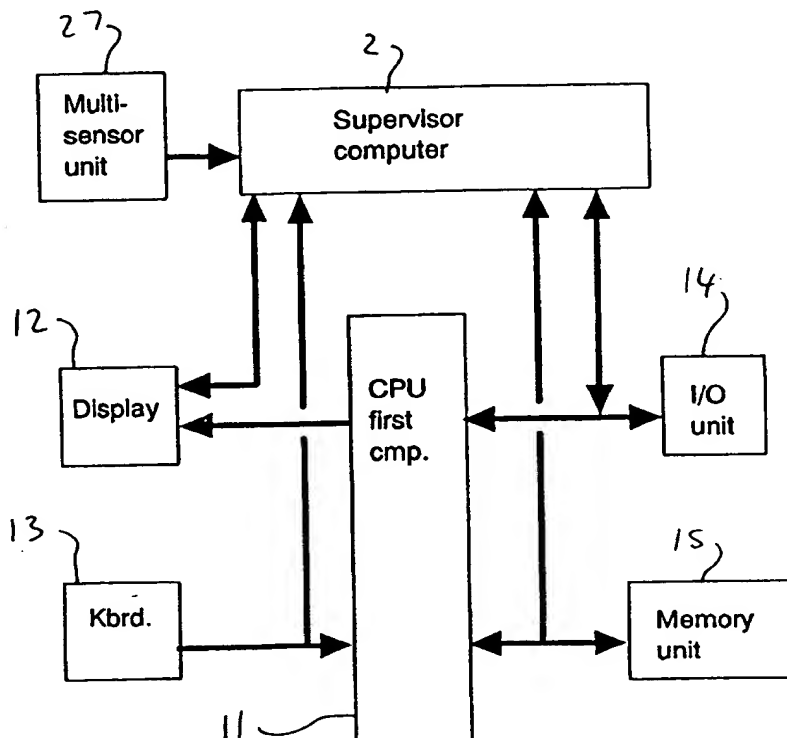 27
Multi-
sensor
unit
2
Supervisor
computer
12
Display
CPU
first
cmp.
14
I/O
unit
13
Kbrd.
15
Memory
unit
11